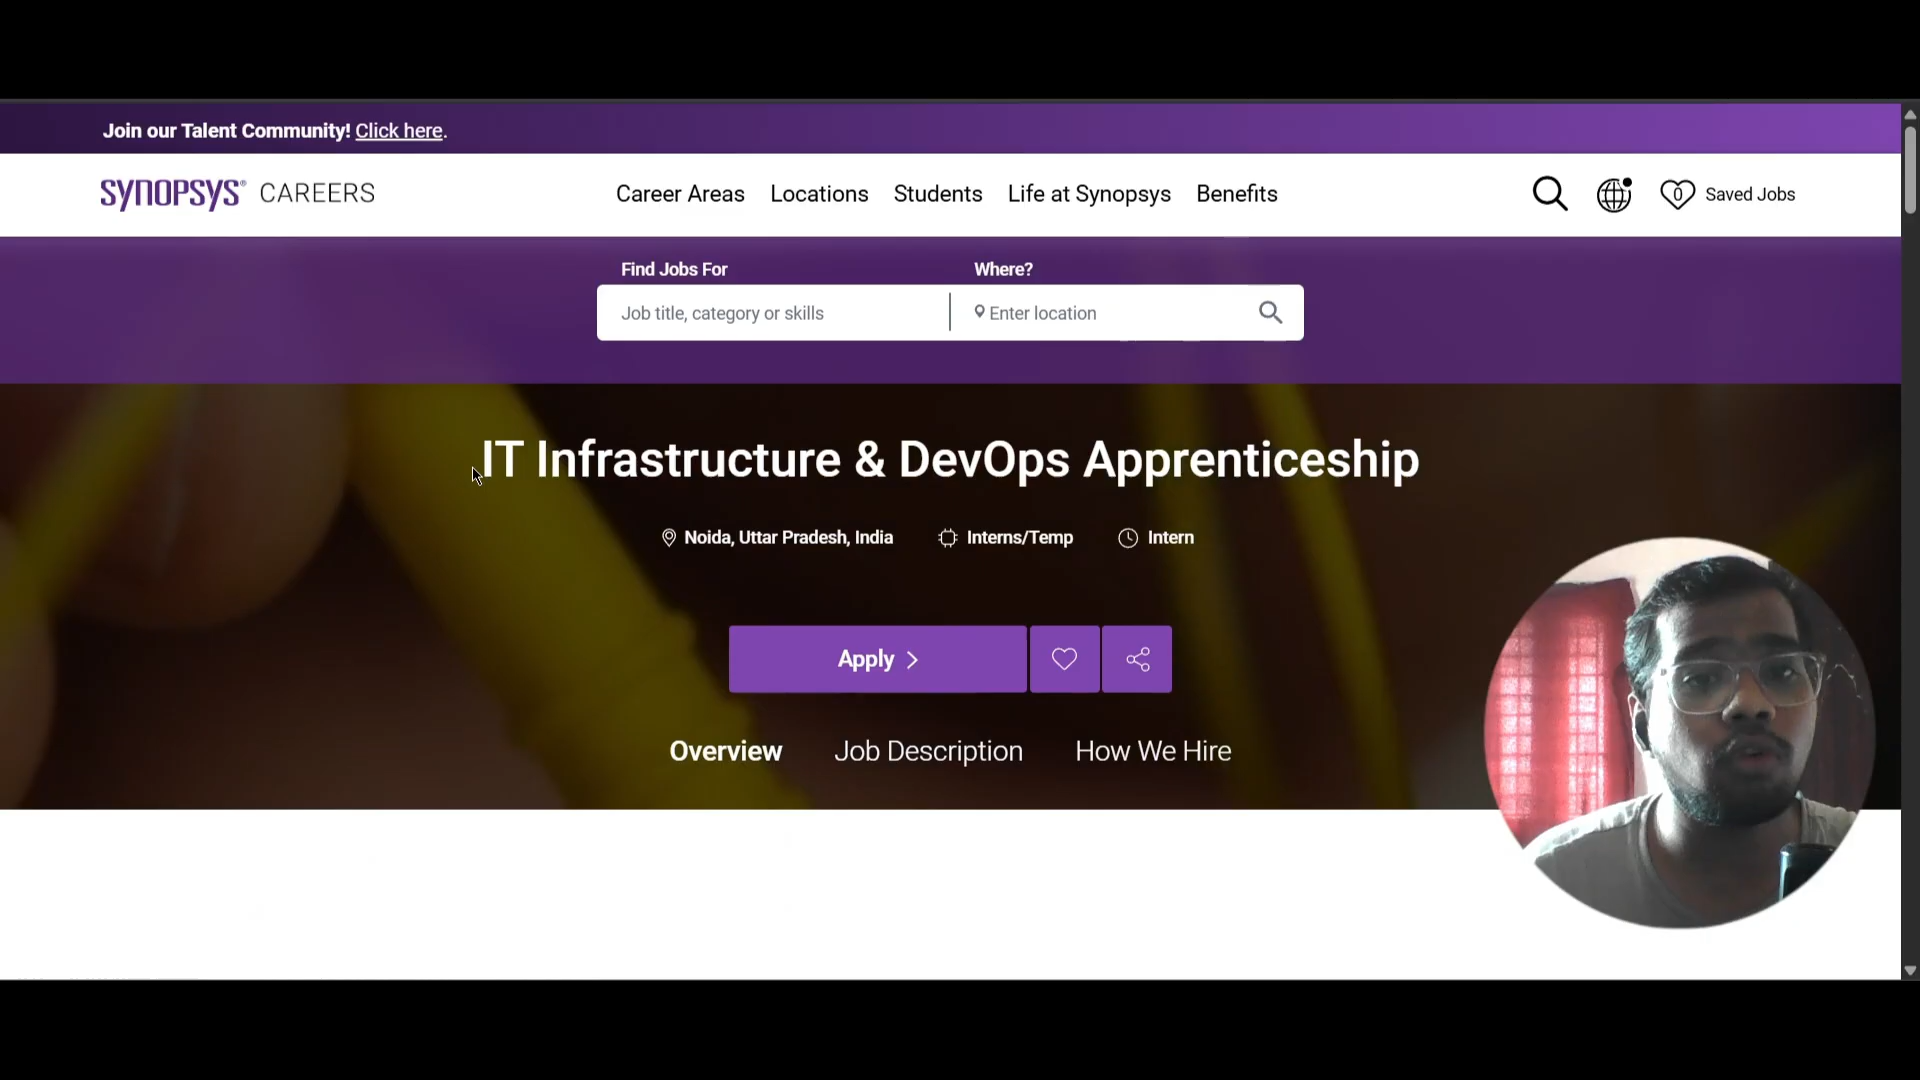 Join our Talent Community! Click here.
SYNOPSYS® CAREERS
Career Areas Locations Students Life at Synopsys Benefits
0 Saved Jobs
Find Jobs For Where?
Job title, category or skills Enter location
IT Infrastructure & DevOps Apprenticeship
Noida, Uttar Pradesh, India Interns/Temp Intern
Apply
Overview Job Description How We Hire